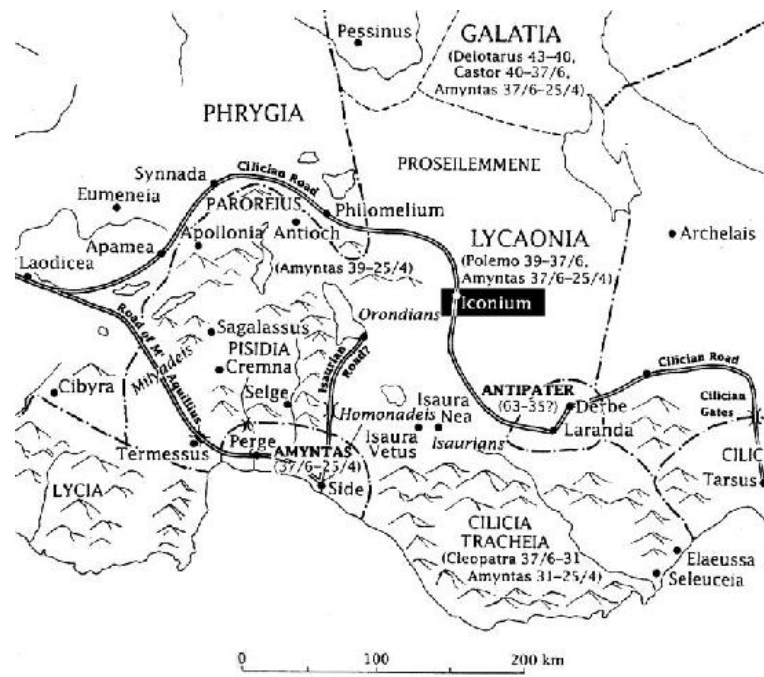 Pessinus
GALATIA
(Deiotarus 43–40,
Castor 40–37/6,
Amyntas 37/6–25/4)
PHRYGIA
PROSEILEMMENE
Synnada
Cilician Road
Eumeneia
PAROREIUS
Philomelium
Apollonia
Antioch
LYCAONIA
(Polemo 39–37/6,
Amyntas 37/6–25/4)
Archelais
Apamea
Laodicea
(Amyntas 39–25/4)
Iconium
Orondians
Road of M' Aquillius
Milyadeis
Sagalassus
PISIDIA
Cremna
Isaurian
Road?
Cilician Road
Cibyra
Selge
Homonadeis
Isaura
Nea
ANTIPATER
(63–35?)
Derbe
Cilician
Gates
Laranda
Isaura
Vetus
Isaurians
Termessus
Perge
AMYNTAS
(37/6–25/4)
CILIC
Tarsus
LYCIA
Side
CILICIA
TRACHEIA
(Cleopatra 37/6–31
Amyntas 31–25/4)
Elaeussa
Seleuceia
0 100 200 km